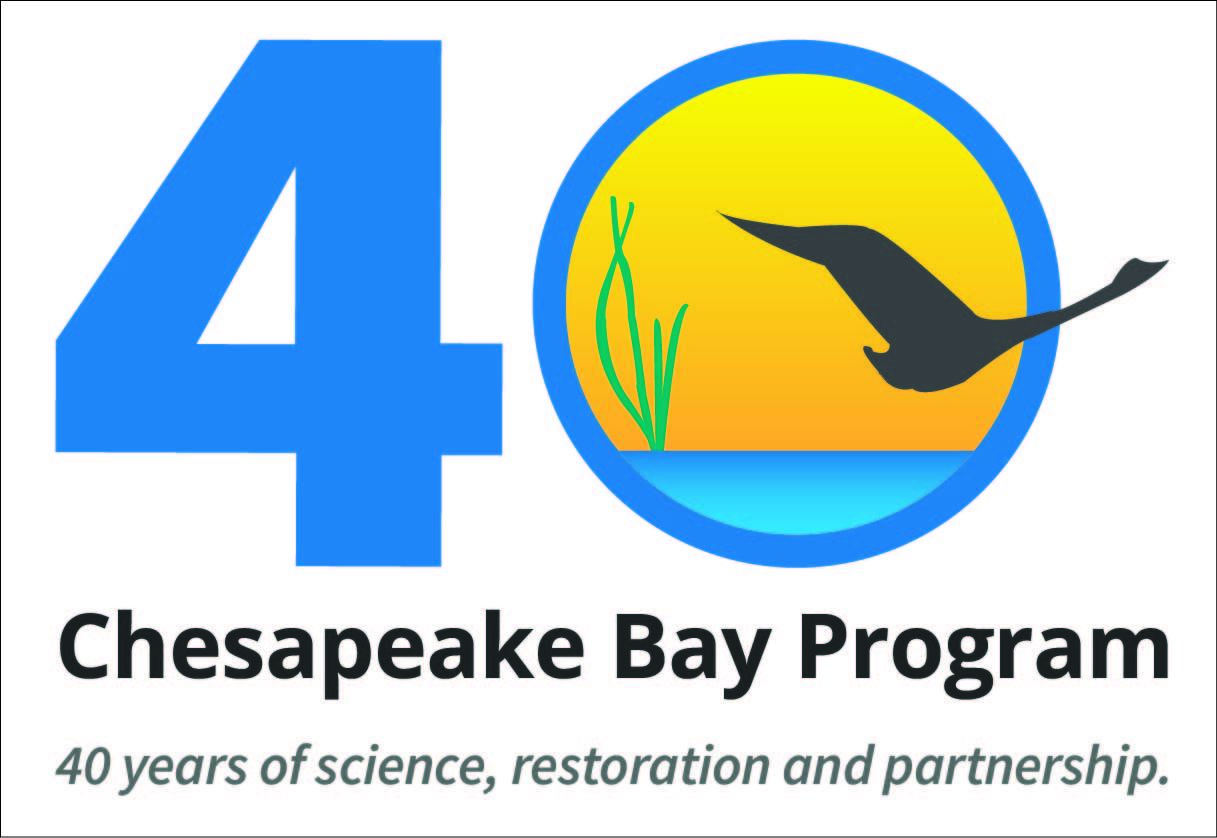 40
Chesapeake Bay Program
40 years of science, restoration and partnership.